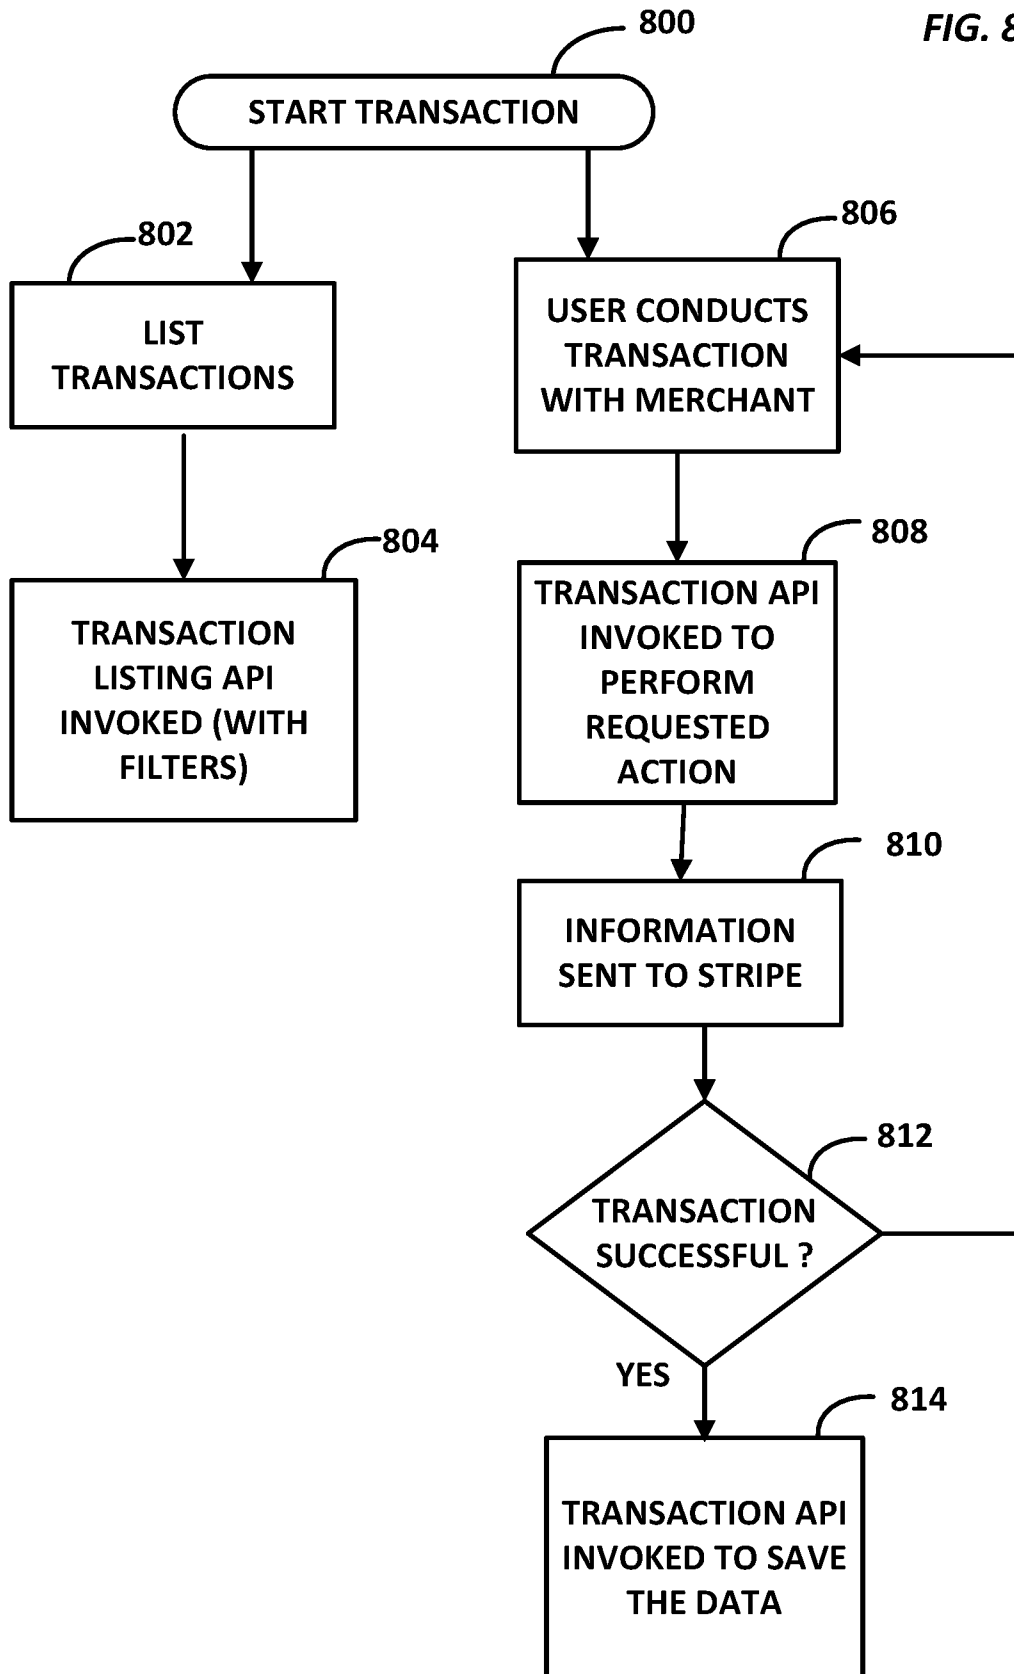 800
FIG. 8
START TRANSACTION
802
LIST
TRANSACTIONS
804
TRANSACTION
LISTING API
INVOKED (WITH
FILTERS)
806
USER CONDUCTS
TRANSACTION
WITH MERCHANT
808
TRANSACTION API
INVOKED TO
PERFORM
REQUESTED
ACTION
810
INFORMATION
SENT TO STRIPE
812
TRANSACTION
SUCCESSFUL ?
YES
814
TRANSACTION API
INVOKED TO SAVE
THE DATA